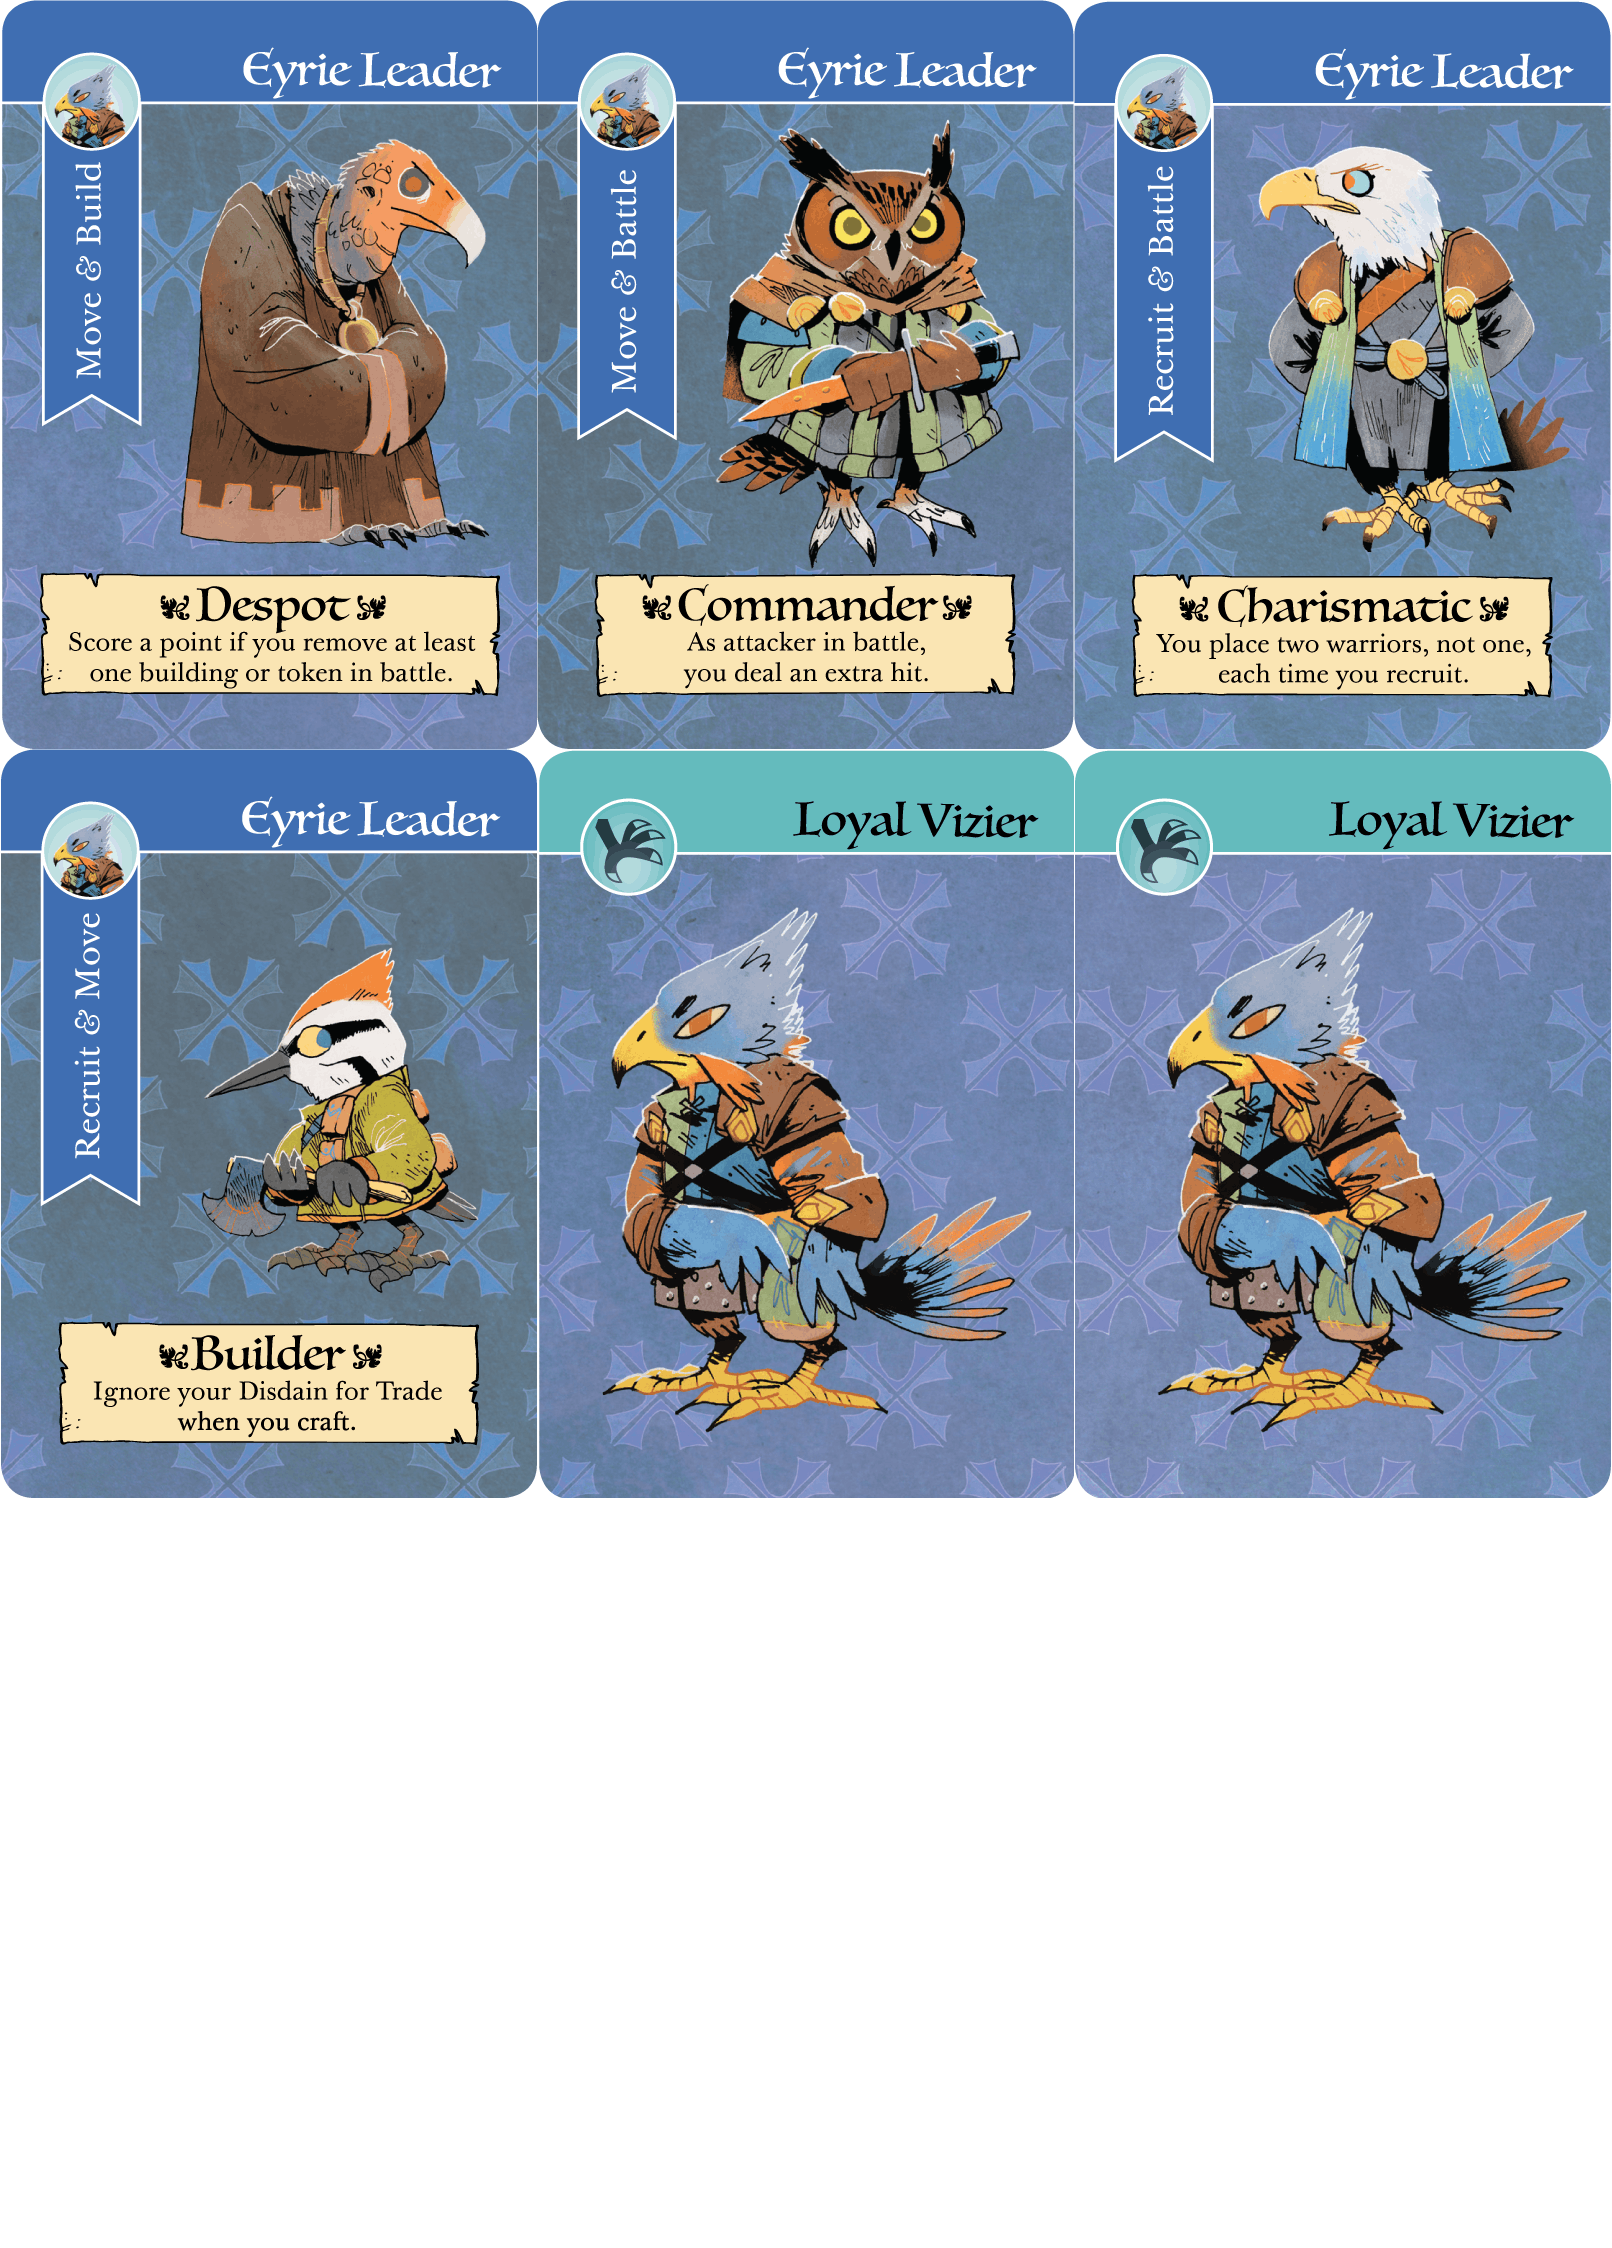 Eyrie Leader
Move & Build
Despot
Score a point if you remove at least
one building or token in battle.
Eyrie Leader
Move & Battle
Commander
As attacker in battle,
you deal an extra hit.
Eyrie Leader
Recruit & Battle
Charismatic
You place two warriors, not one,
each time you recruit.
Eyrie Leader
Recruit & Move
Builder
Ignore your Disdain for Trade
when you craft.
Loyal Vizier
Loyal Vizier